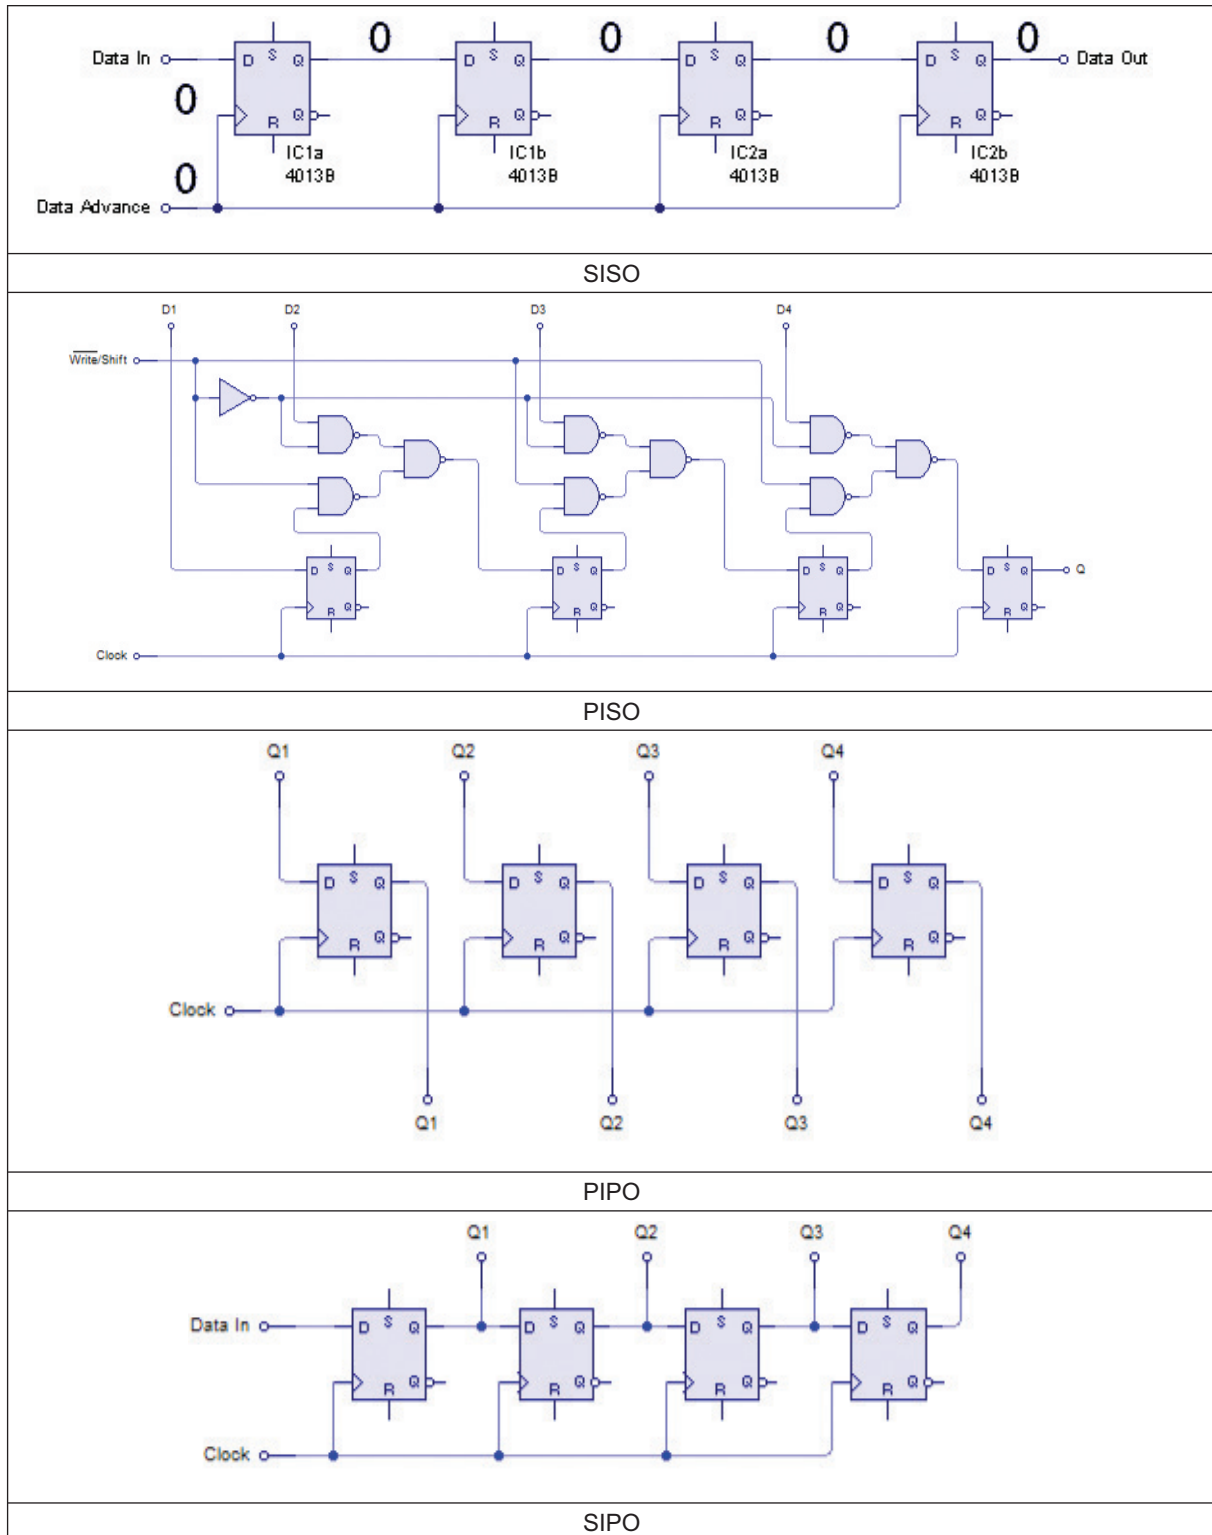 0 0 0 0
Data In D S Q D S Q D S Q D S Q Data Out
0
R Q R Q R Q R Q
IC1a IC1b IC2a IC2b
4013B 4013B 4013B 4013B
0
Data Advance
SISO
D1 D2 D3 D4
W̅r̅i̅t̅e̅/Shift
D S Q D S Q D S Q D S Q Q
R Q R Q R Q R Q
Clock
PISO
Q1 Q2 Q3 Q4
D S Q D S Q D S Q D S Q
R Q R Q R Q R Q
Clock
Q1 Q2 Q3 Q4
PIPO
Q1 Q2 Q3 Q4
Data In D S Q D S Q D S Q D S Q
R Q R Q R Q R Q
Clock
SIPO